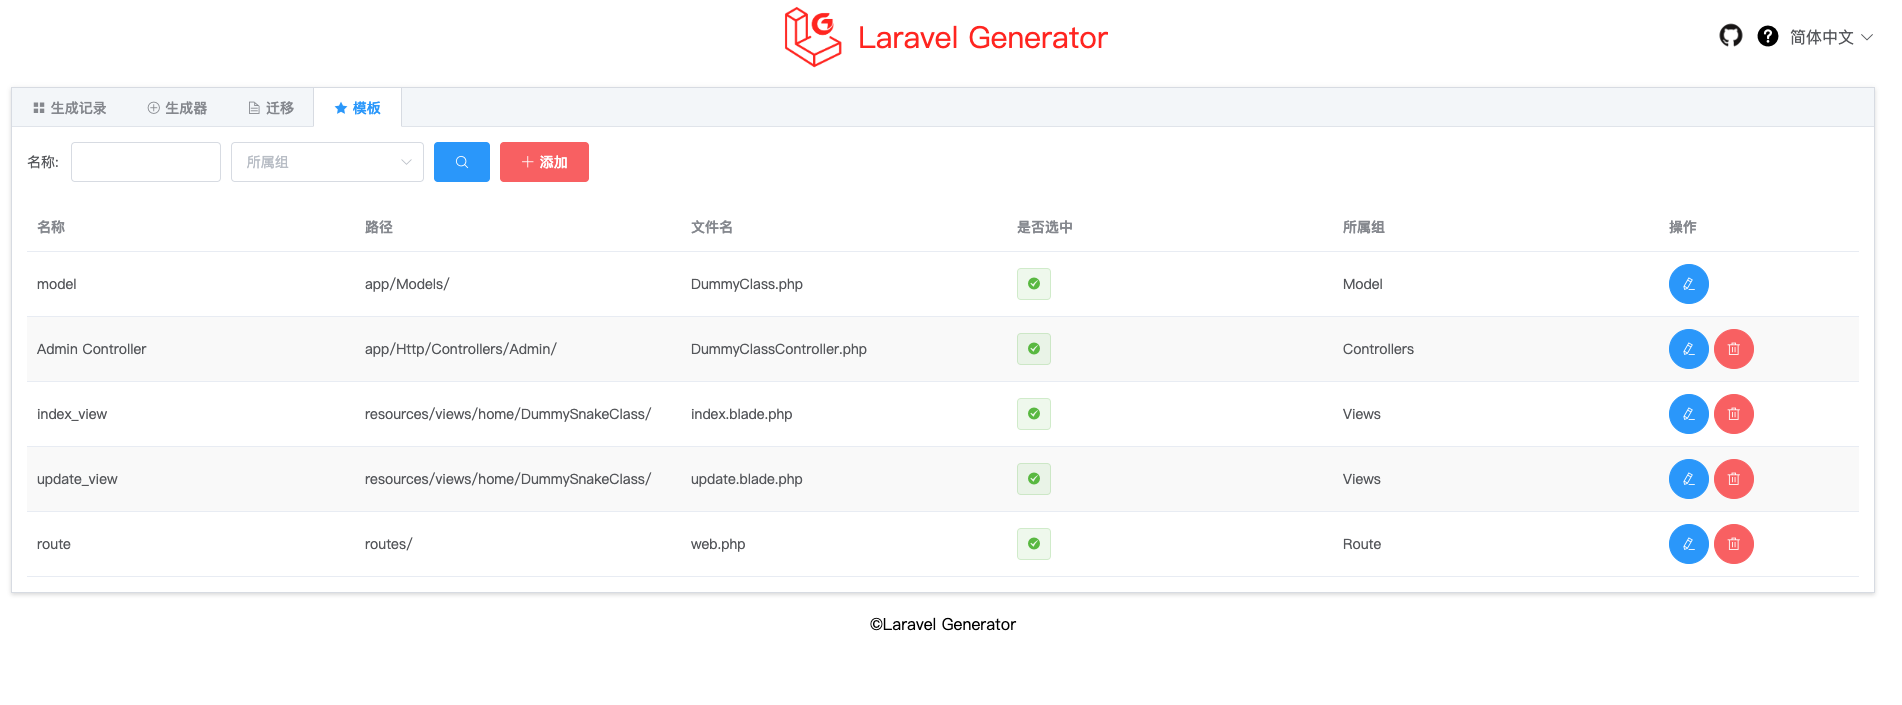 Laravel Generator
简体中文
生成记录 生成器 迁移 模板
名称: 所属组 添加
名称 路径 文件名 是否选中 所属组 操作
model app/Models/ DummyClass.php Model
Admin Controller app/Http/Controllers/Admin/ DummyClassController.php Controllers
index_view resources/views/home/DummySnakeClass/ index.blade.php Views
update_view resources/views/home/DummySnakeClass/ update.blade.php Views
route routes/ web.php Route
©Laravel Generator